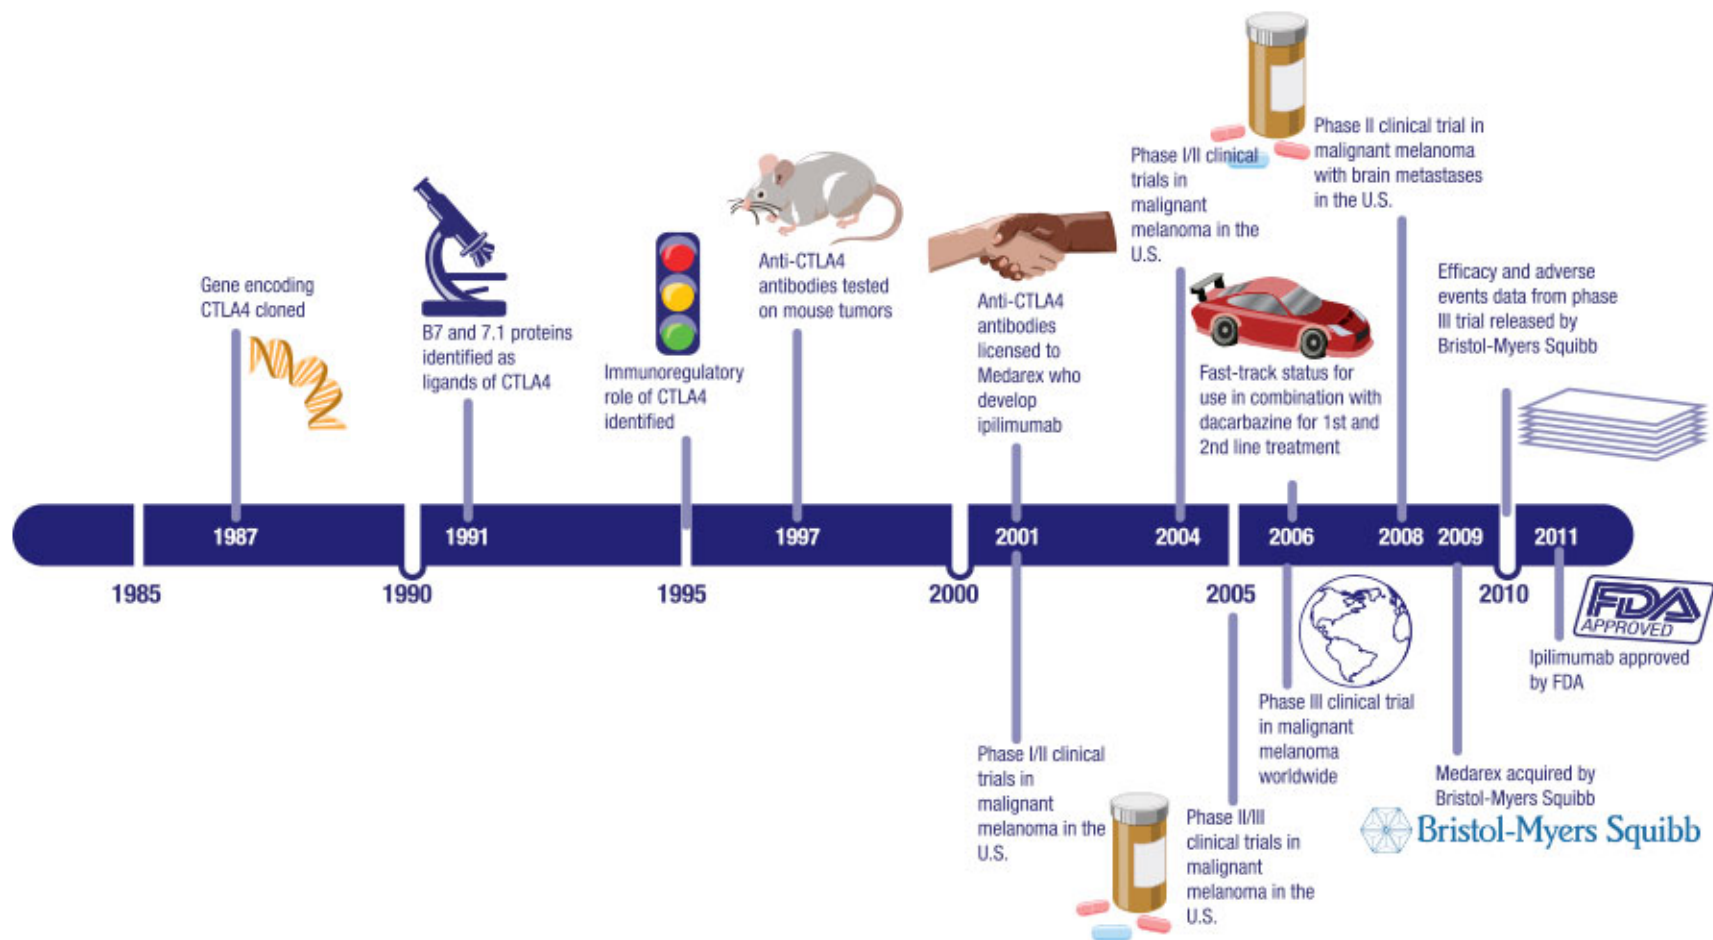 Gene encoding
CTLA4 cloned
B7 and 7.1 proteins
identified as
ligands of CTLA4
Immunoregulatory
role of CTLA4
identified
Anti-CTLA4
antibodies tested
on mouse tumors
Anti-CTLA4
antibodies
licensed to
Medarex who
develop
ipilimumab
Phase I/II clinical
trials in
malignant
melanoma in the
U.S.
Fast-track status for
use in combination with
dacarbazine for 1st and
2nd line treatment
Phase II clinical trial in
malignant melanoma
with brain metastases
in the U.S.
Efficacy and adverse
events data from phase
III trial released by
Bristol-Myers Squibb
1987
1991
1997
2001
2004
2006
2008
2009
2011
1985
1990
1995
2000
2005
2010
Phase I/II clinical
trials in
malignant
melanoma in the
U.S.
Phase II/III
clinical trials in
malignant
melanoma in the
U.S.
Phase III clinical trial
in malignant
melanoma
worldwide
Medarex acquired by
Bristol-Myers Squibb
Bristol-Myers Squibb
FDA
APPROVED
Ipilimumab approved
by FDA